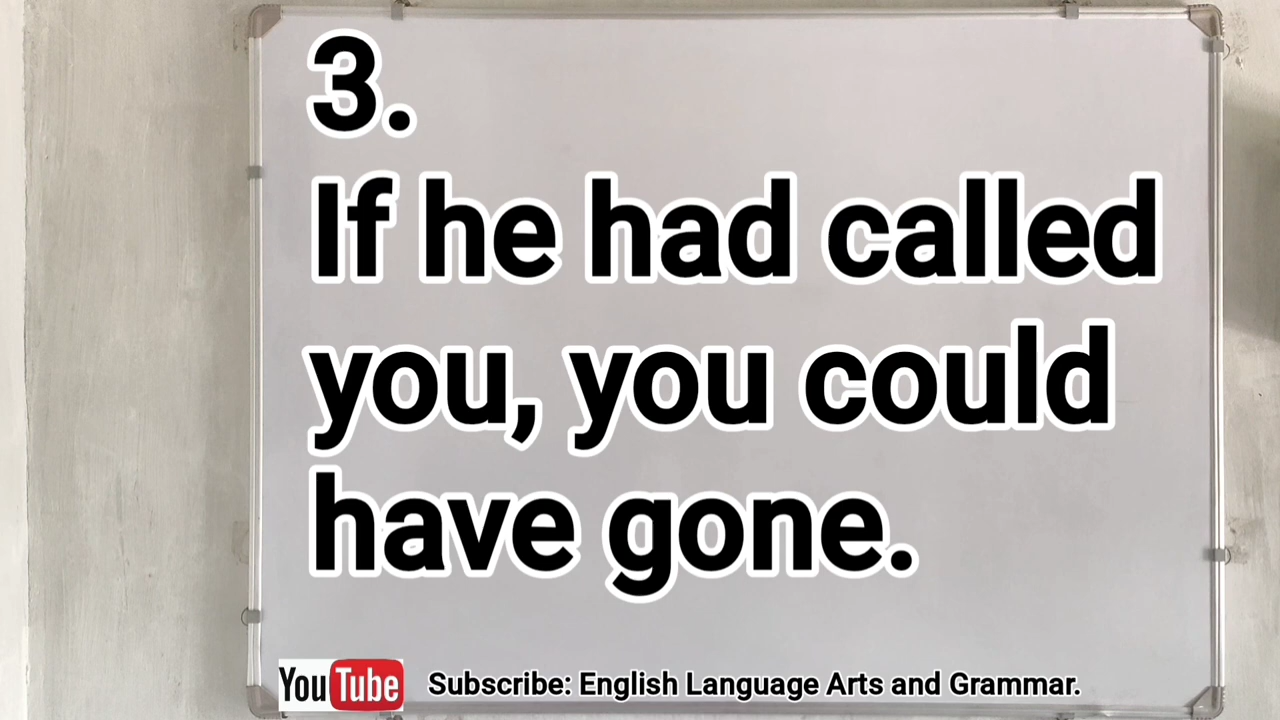 3.
If he had called
you, you could
have gone.
YouTube Subscribe: English Language Arts and Grammar.